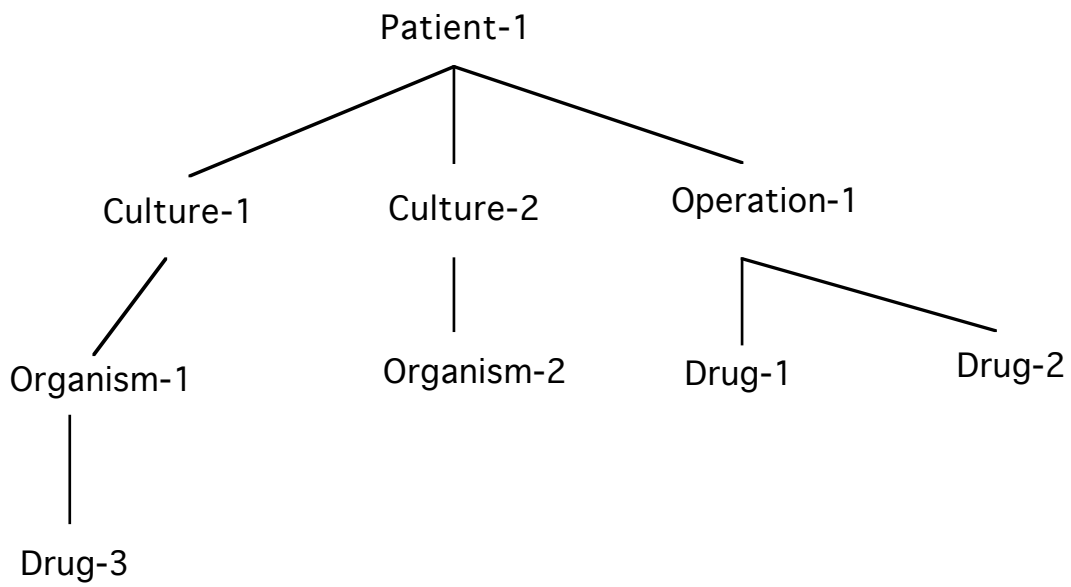 Patient-1
Culture-1
Culture-2
Operation-1
Organism-1
Organism-2
Drug-1
Drug-2
Drug-3